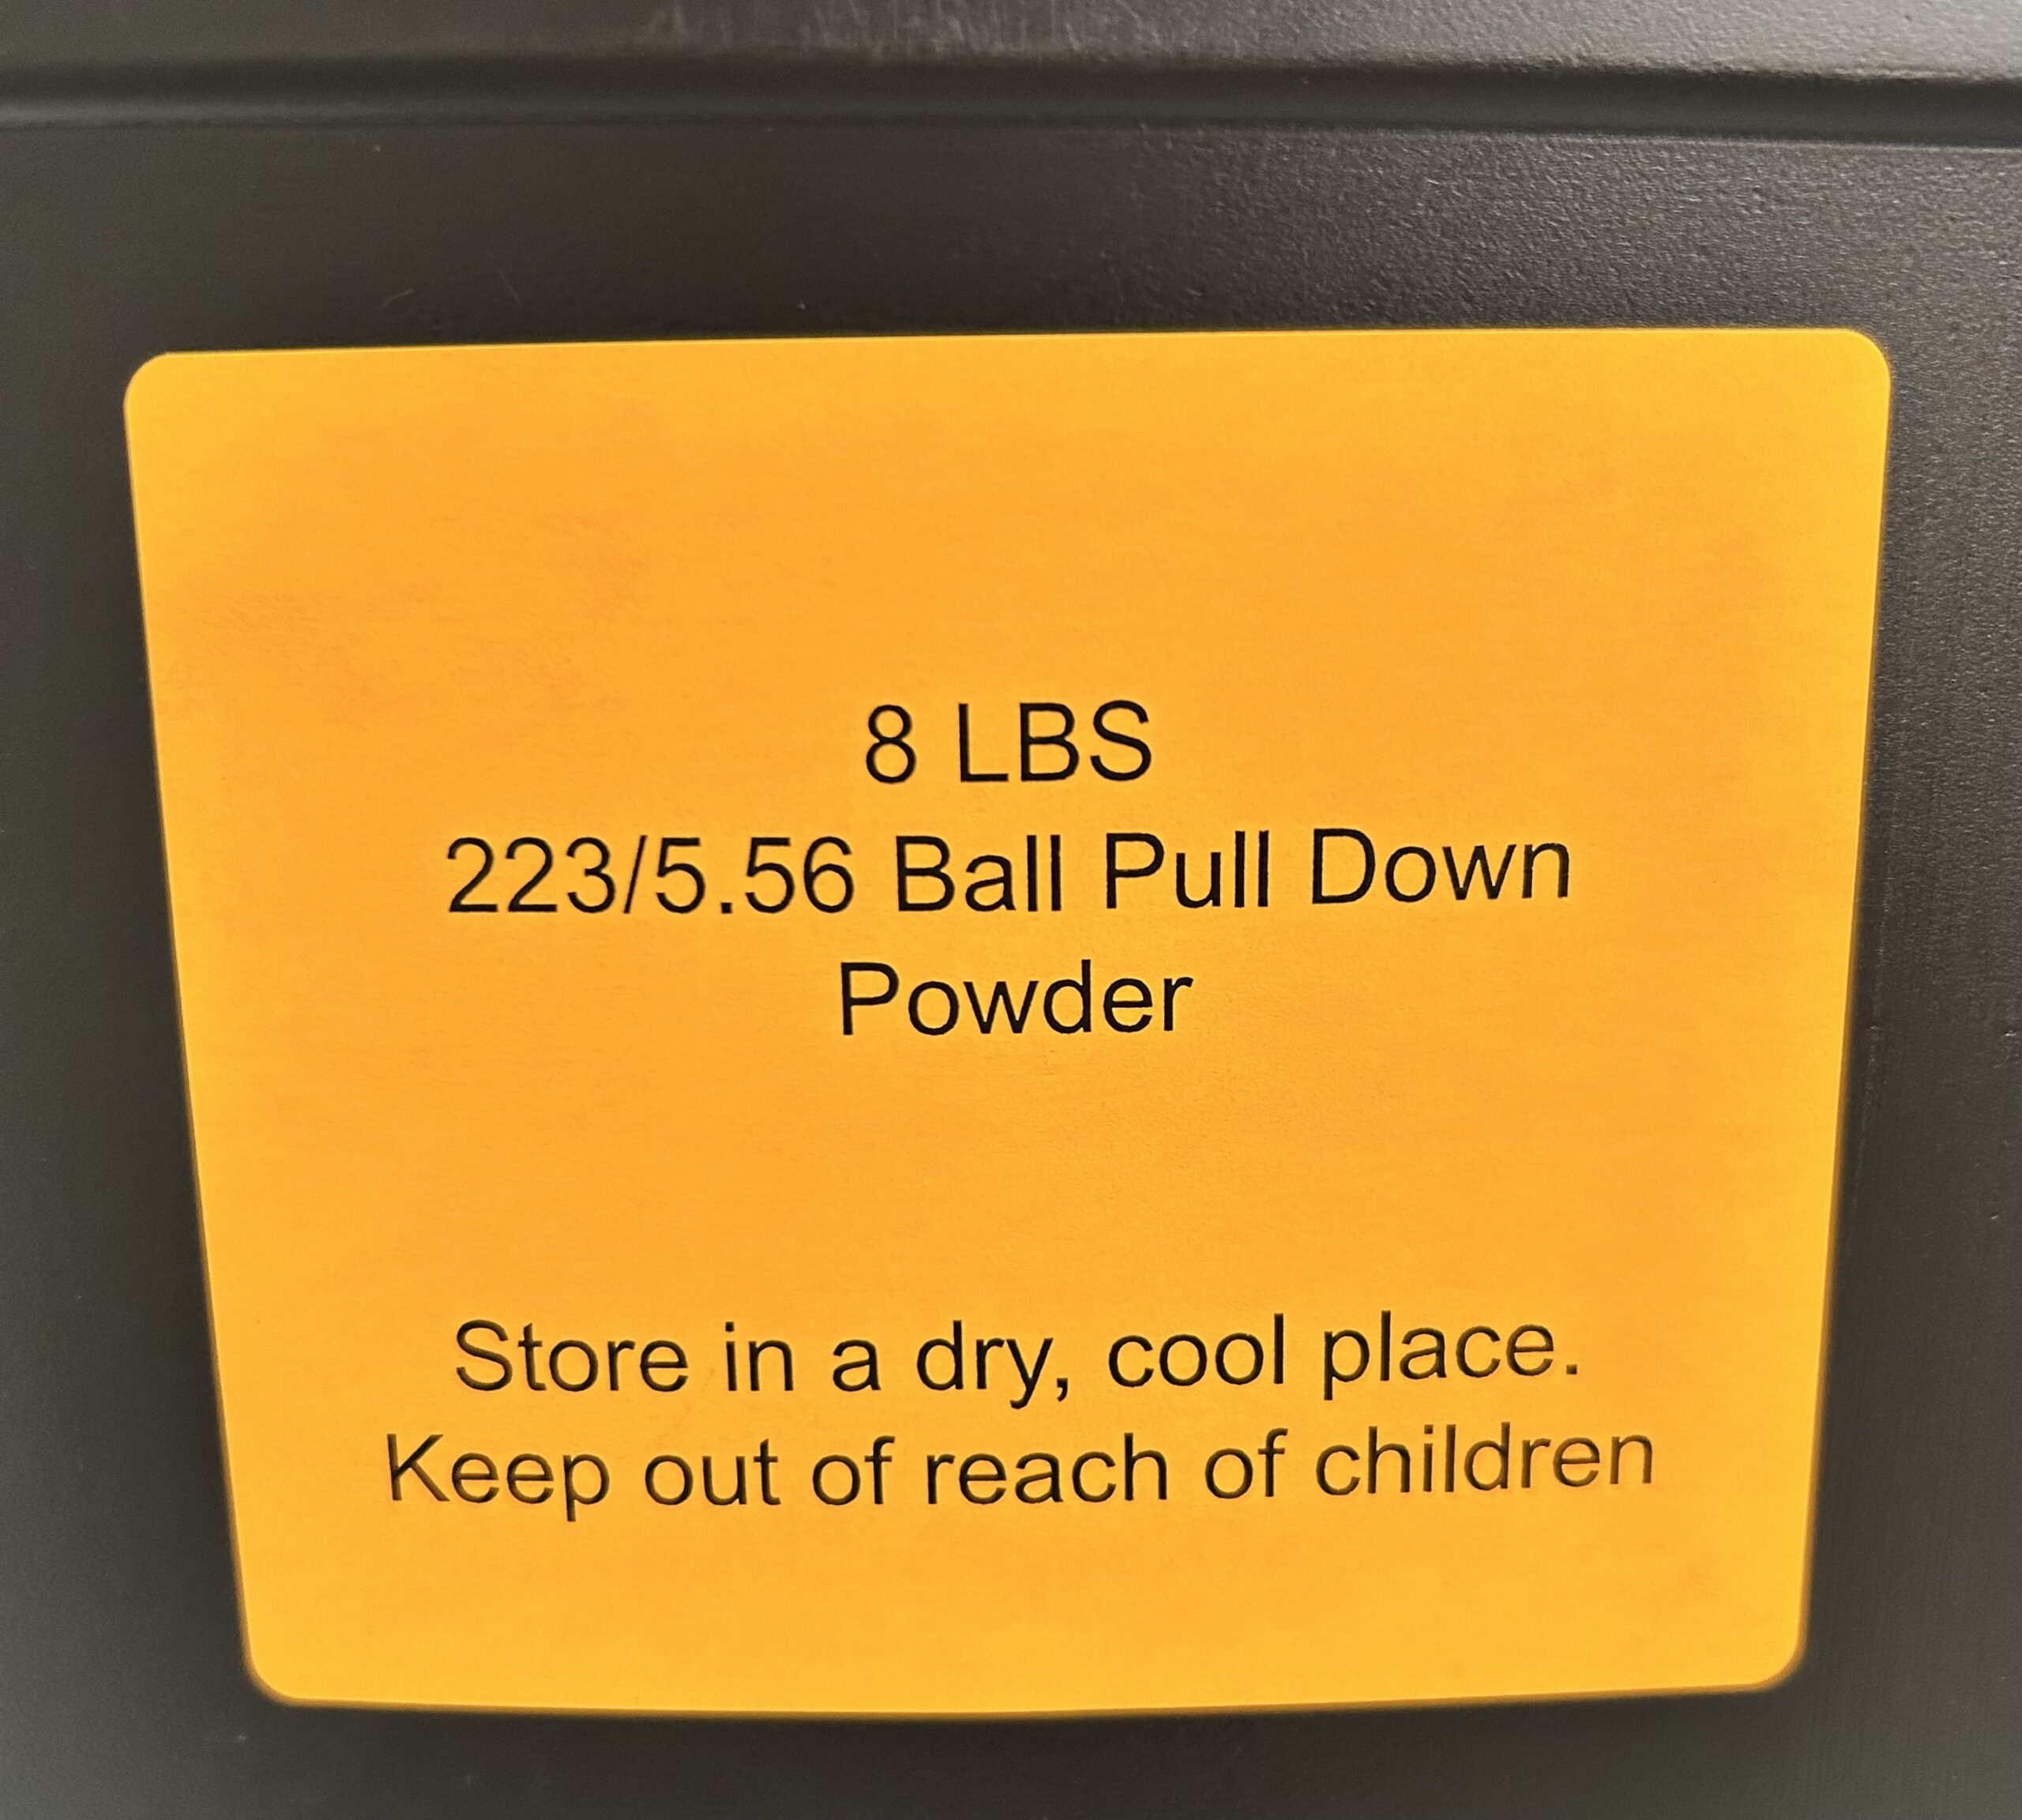 8 LBS
223/5.56 Ball Pull Down
Powder
Store in a dry, cool place.
Keep out of reach of children